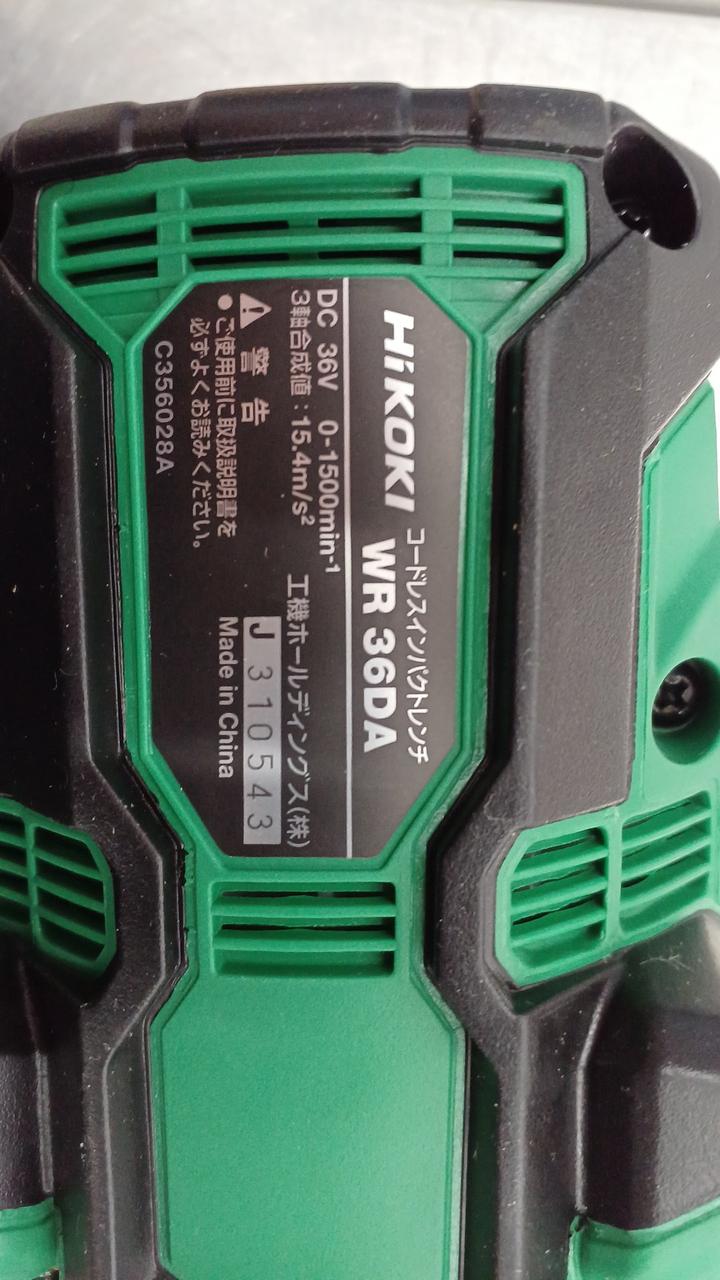 コードレスインパクトレンチ
HiKOKI WR 36DA
DC 36V 0-1500min-1
3軸合成値:15.4m/s²
工機ホールディングス(株)
⚠警告
J310543
●ご使用前に取扱説明書を
必ずよくお読みください。
Made in China
C356028A